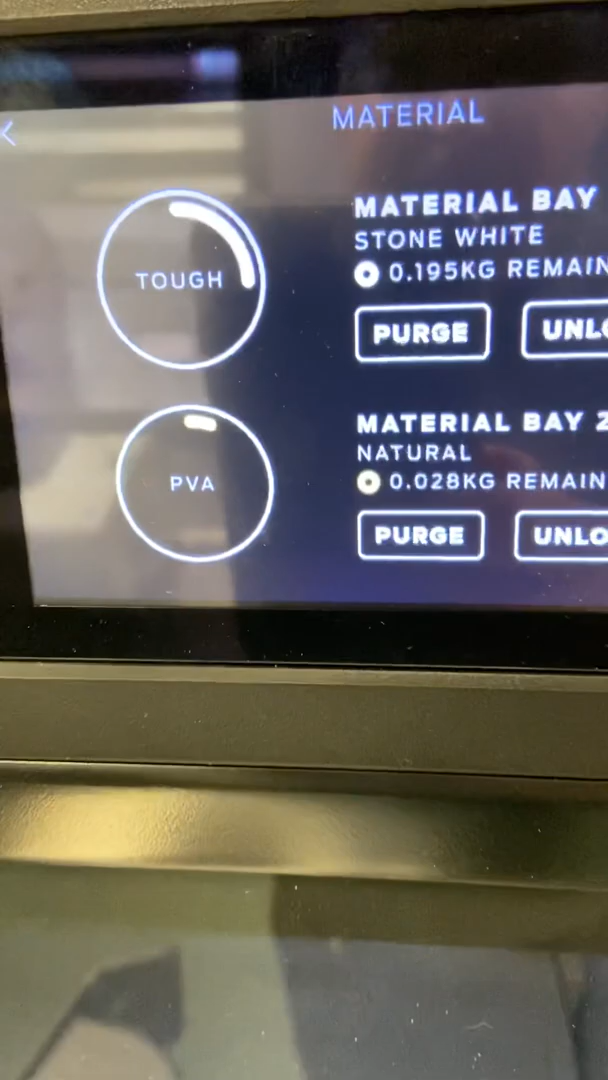 MATERIAL
TOUGH
MATERIAL BAY
STONE WHITE
0.195KG REMAIN
PURGE
UNLO
PVA
MATERIAL BAY 2
NATURAL
0.028KG REMAIN
PURGE
UNLO